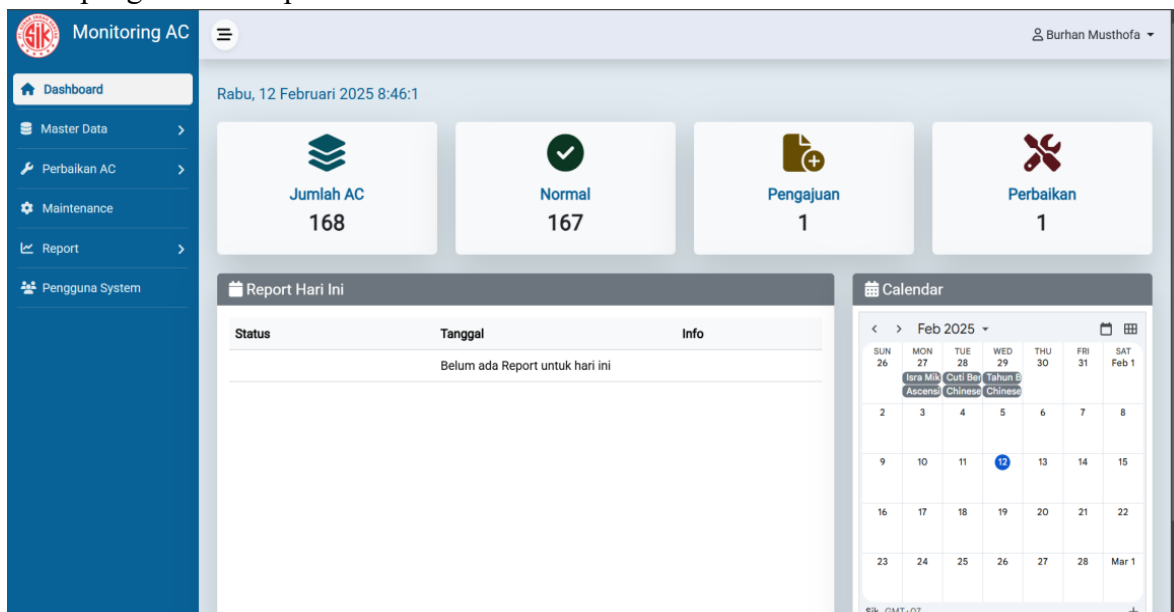 SIK
Monitoring AC
Burhan Musthofa
Dashboard
Master Data
Perbaikan AC
Maintenance
Report
Pengguna System
Rabu, 12 Februari 2025 8:46:1
Jumlah AC
168
Normal
167
Pengajuan
1
Perbaikan
1
Report Hari Ini
Status Tanggal Info
Belum ada Report untuk hari ini
Calendar
Feb 2025
SUN MON TUE WED THU FRI SAT
26 27 28 29 30 31 Feb 1
Isra Mik Cuti Ber Tahun B
Ascensi Chinese Chinese
2 3 4 5 6 7 8
9 10 11 12 13 14 15
16 17 18 19 20 21 22
23 24 25 26 27 28 Mar 1